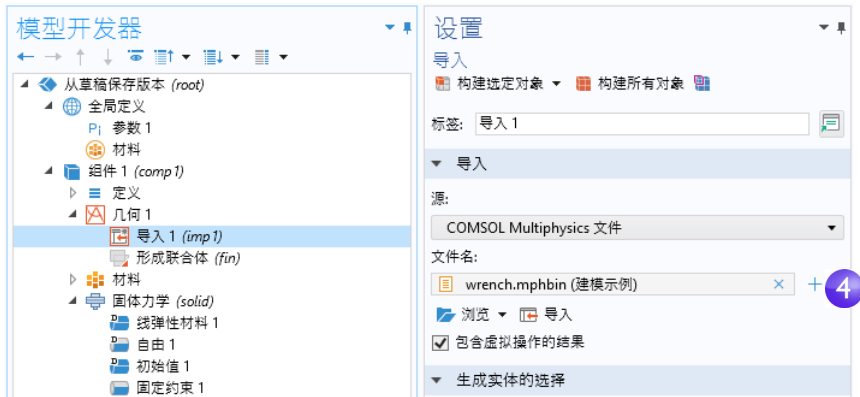 模型开发器
从草稿保存版本 (root)
全局定义
Pi 参数 1
材料
组件 1 (comp1)
定义
几何 1
导入 1 (imp1)
形成联合体 (fin)
材料
固体力学 (solid)
线弹性材料 1
自由 1
初始值 1
固定约束 1
设置
导入
构建选定对象 构建所有对象
标签: 导入 1
导入
源:
COMSOL Multiphysics 文件
文件名:
wrench.mphbin (建模示例)
4
浏览 导入
包含虚拟操作的结果
生成实体的选择